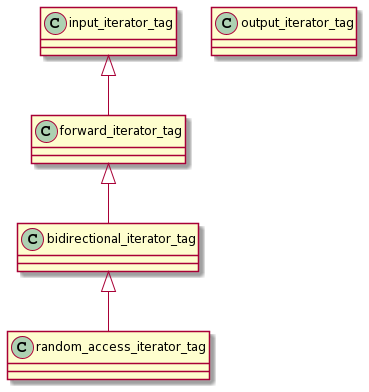 C input_iterator_tag
C output_iterator_tag
C forward_iterator_tag
C bidirectional_iterator_tag
C random_access_iterator_tag